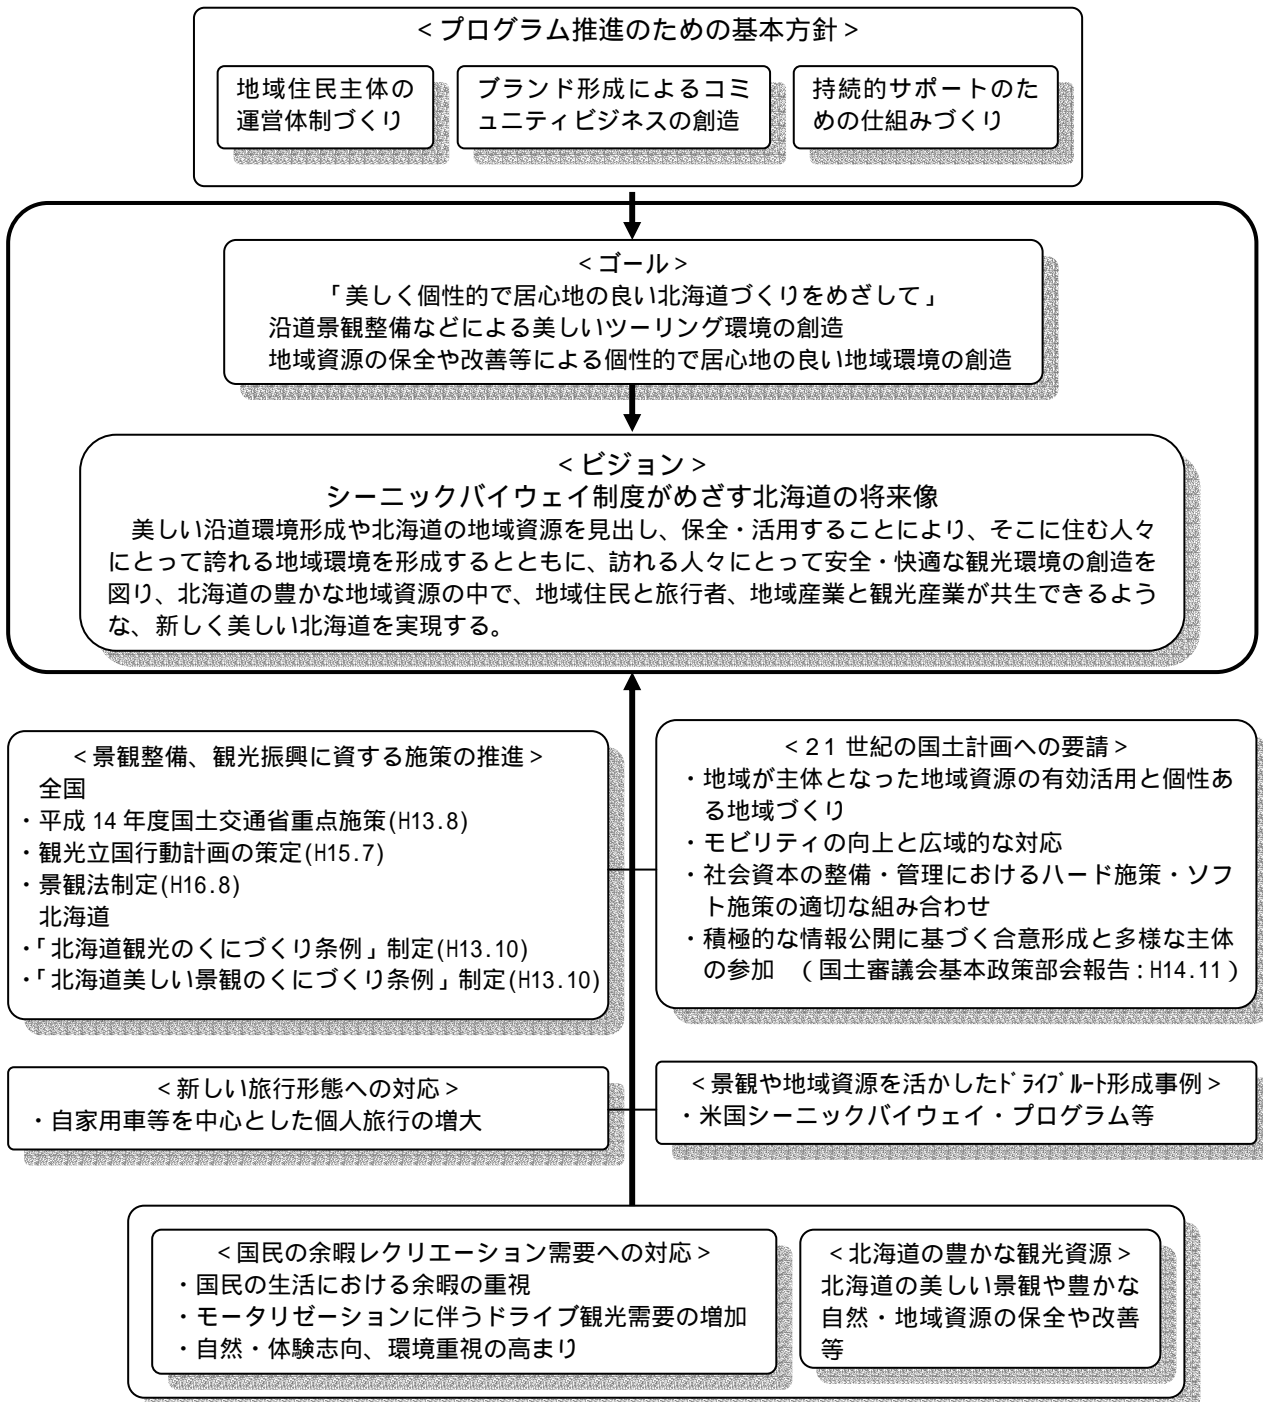 <プログラム推進のための基本方針>
地域住民主体の
運営体制づくり
ブランド形成によるコミ
ュニティビジネスの創造
持続的サポートのた
めの仕組みづくり
<ゴール>
「美しく個性的で居心地の良い北海道づくりをめざして」
沿道景観整備などによる美しいツーリング環境の創造
地域資源の保全や改善等による個性的で居心地の良い地域環境の創造
<ビジョン>
シーニックバイウェイ制度がめざす北海道の将来像
美しい沿道環境形成や北海道の地域資源を見出し、保全・活用することにより、そこに住む人々
にとって誇れる地域環境を形成するとともに、訪れる人々にとって安全・快適な観光環境の創造を
図り、北海道の豊かな地域資源の中で、地域住民と旅行者、地域産業と観光産業が共生できるよう
な、新しく美しい北海道を実現する。
<景観整備、観光振興に資する施策の推進>
全国
・平成14年度国土交通省重点施策(H13.8)
・観光立国行動計画の策定(H15.7)
・景観法制定(H16.8)
北海道
・「北海道観光のくにづくり条例」制定(H13.10)
・「北海道美しい景観のくにづくり条例」制定(H13.10)
<21世紀の国土計画への要請>
・地域が主体となった地域資源の有効活用と個性あ
る地域づくり
・モビリティの向上と広域的な対応
・社会資本の整備・管理におけるハード施策・ソフ
ト施策の適切な組み合わせ
・積極的な情報公開に基づく合意形成と多様な主体
の参加 (国土審議会基本政策部会報告:H14.11)
<新しい旅行形態への対応>
・自家用車等を中心とした個人旅行の増大
<景観や地域資源を活かしたﾄﾞﾗｲﾌﾞﾙｰﾄ形成事例>
・米国シーニックバイウェイ・プログラム等
<国民の余暇レクリエーション需要への対応>
・国民の生活における余暇の重視
・モータリゼーションに伴うドライブ観光需要の増加
・自然・体験志向、環境重視の高まり
<北海道の豊かな観光資源>
北海道の美しい景観や豊かな
自然・地域資源の保全や改善
等